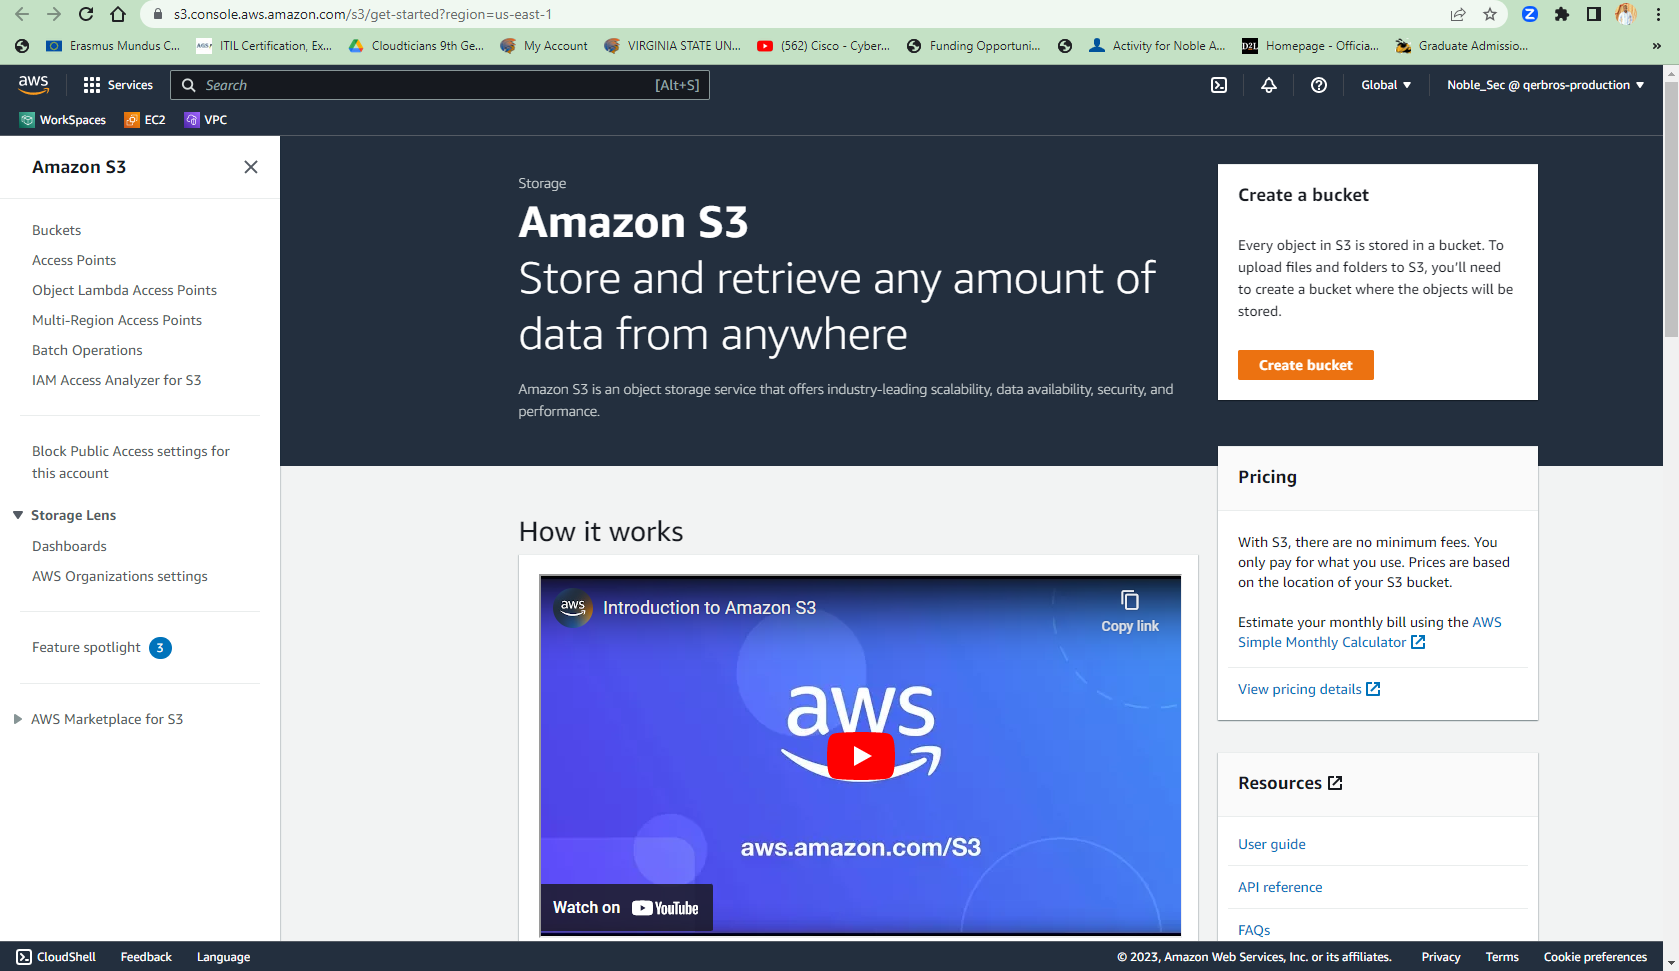 s3.console.aws.amazon.com/s3/get-started?region=us-east-1
Erasmus Mundus C...
AGS
ITIL Certification, Ex...
Cloudticians 9th Ge...
My Account
VIRGINIA STATE UN...
(562) Cisco - Cyber...
Funding Opportuni...
Activity for Noble A...
D2L
Homepage - Officia...
Graduate Admissio...
»
aws
Services
Search
[Alt+S]
Global
Noble_Sec @ qerbros-production
WorkSpaces
EC2
VPC
Amazon S3
Buckets
Access Points
Object Lambda Access Points
Multi-Region Access Points
Batch Operations
IAM Access Analyzer for S3
Block Public Access settings for
this account
Storage Lens
Dashboards
AWS Organizations settings
Feature spotlight 3
AWS Marketplace for S3
Storage
Amazon S3
Store and retrieve any amount of
data from anywhere
Amazon S3 is an object storage service that offers industry-leading scalability, data availability, security, and
performance.
Create a bucket
Every object in S3 is stored in a bucket. To
upload files and folders to S3, you'll need
to create a bucket where the objects will be
stored.
Create bucket
How it works
aws
Introduction to Amazon S3
Copy link
aws
aws.amazon.com/S3
Watch on YouTube
Pricing
With S3, there are no minimum fees. You
only pay for what you use. Prices are based
on the location of your S3 bucket.
Estimate your monthly bill using the AWS
Simple Monthly Calculator
View pricing details
Resources
User guide
API reference
FAQs
CloudShell
Feedback
Language
© 2023, Amazon Web Services, Inc. or its affiliates.
Privacy
Terms
Cookie preferences